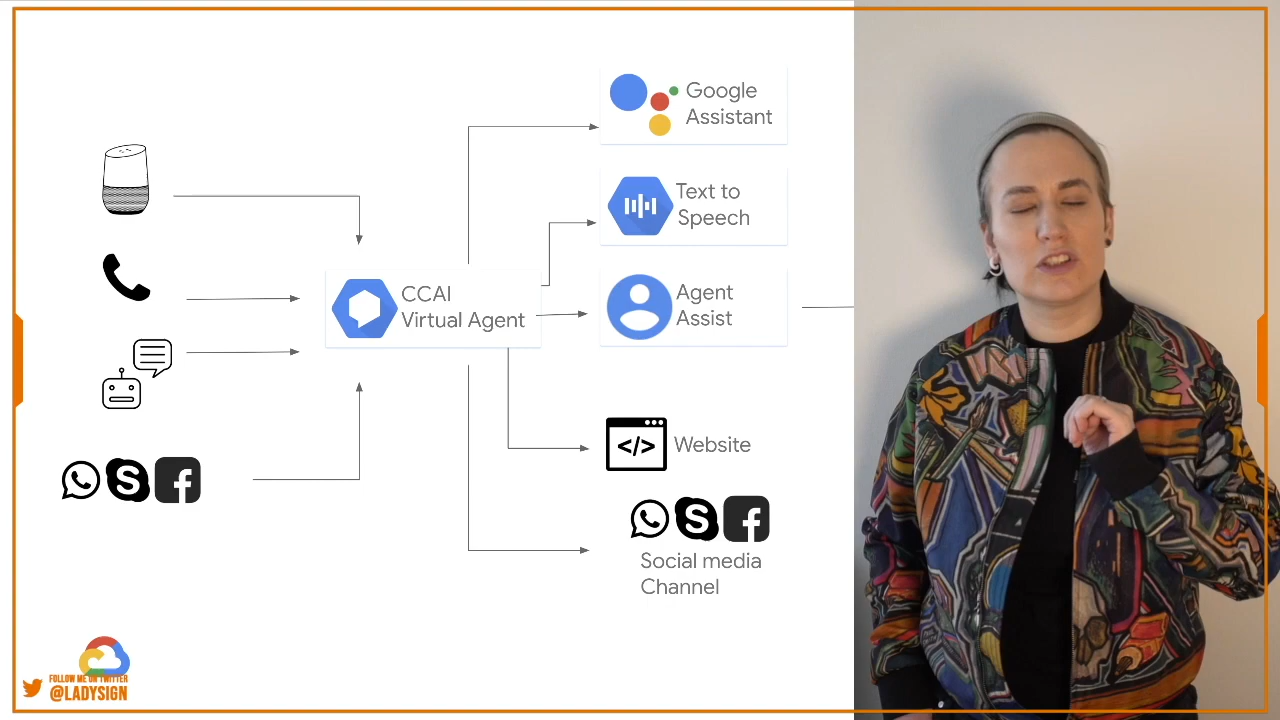 Google
Assistant
Text to
Speech
CCAI
Virtual Agent
Agent
Assist
</>
Website
S
f
S
f
Social media
Channel
FOLLOW ME ON TWITTER
@LADYSIGN